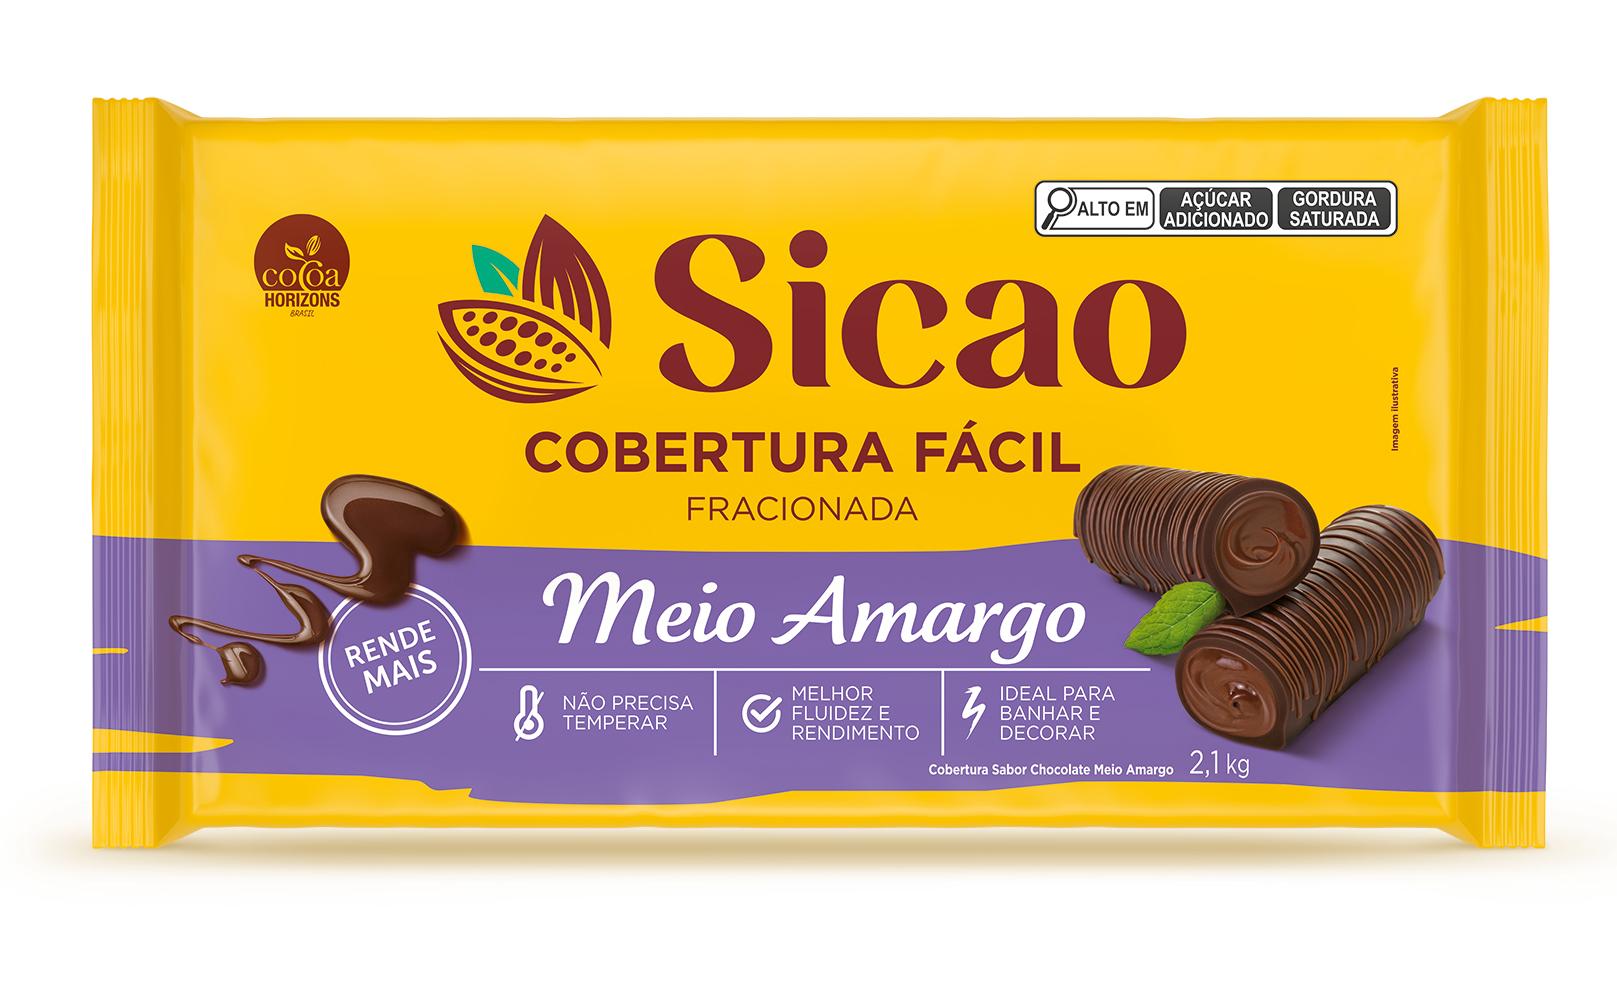 cocoa
HORIZONS
BRASIL
Sicao
ALTO EM
AÇÚCAR
ADICIONADO
GORDURA
SATURADA
COBERTURA FÁCIL
FRACIONADA
Imagem ilustrativa
Meio Amargo
RENDE
MAIS
NÃO PRECISA
TEMPERAR
MELHOR
FLUIDEZ E
RENDIMENTO
IDEAL PARA
BANHAR E
DECORAR
Cobertura Sabor Chocolate Meio Amargo 2,1 kg